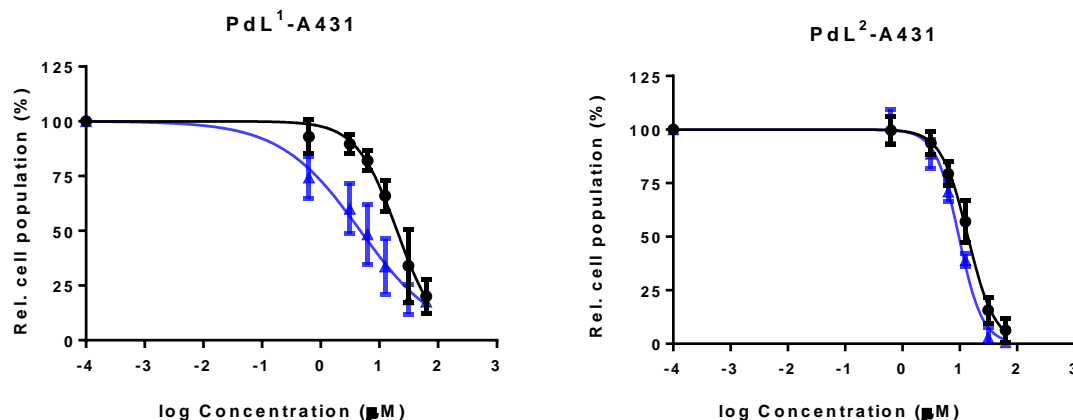 PdL¹-A431
Rel. cell population (%)
125
100
75
50
25
0
-4 -3 -2 -1 0 1 2 3
log Concentration (μM)
PdL²-A431
Rel. cell population (%)
125
100
75
50
25
0
-4 -3 -2 -1 0 1 2 3
log Concentration (μM)